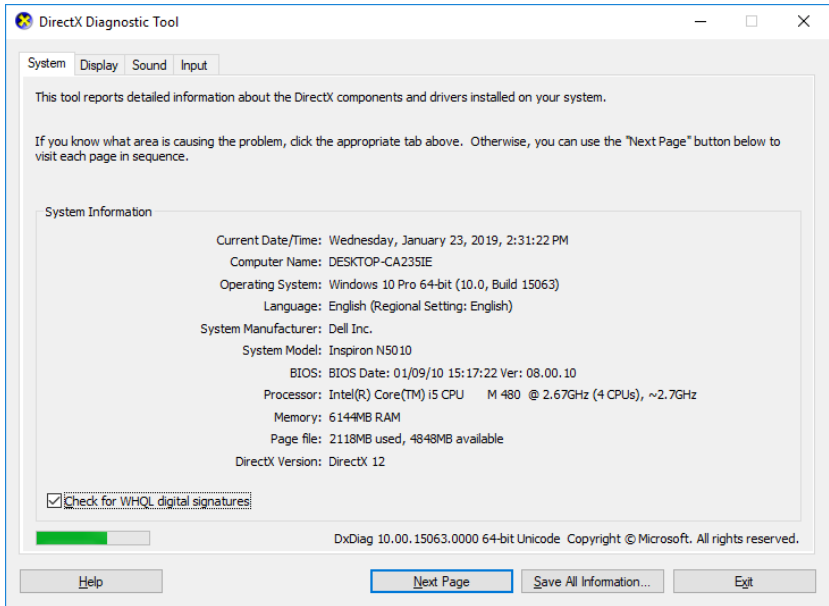 DirectX Diagnostic Tool
System Display Sound Input
This tool reports detailed information about the DirectX components and drivers installed on your system.
If you know what area is causing the problem, click the appropriate tab above.  Otherwise, you can use the "Next Page" button below to
visit each page in sequence.
System Information
Current Date/Time: Wednesday, January 23, 2019, 2:31:22 PM
Computer Name: DESKTOP-CA235IE
Operating System: Windows 10 Pro 64-bit (10.0, Build 15063)
Language: English (Regional Setting: English)
System Manufacturer: Dell Inc.
System Model: Inspiron N5010
BIOS: BIOS Date: 01/09/10 15:17:22 Ver: 08.00.10
Processor: Intel(R) Core(TM) i5 CPU       M 480  @ 2.67GHz (4 CPUs), ~2.7GHz
Memory: 6144MB RAM
Page file: 2118MB used, 4848MB available
DirectX Version: DirectX 12
Check for WHQL digital signatures
DxDiag 10.00.15063.0000 64-bit Unicode  Copyright © Microsoft. All rights reserved.
Help Next Page Save All Information... Exit